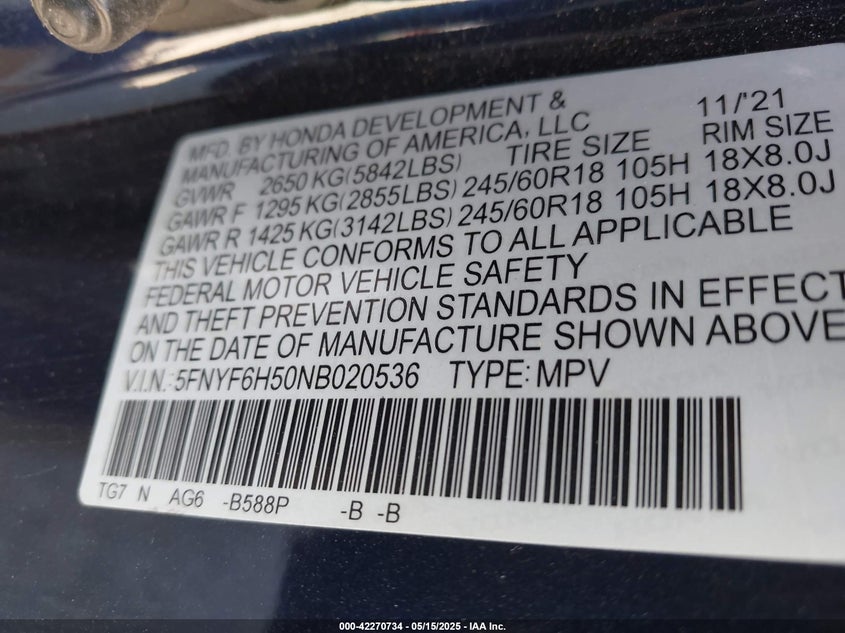 MFD. BY HONDA DEVELOPMENT & 11/'21
MANUFACTURING OF AMERICA, LLC
GVWR 2650 KG(5842LBS) TIRE SIZE RIM SIZE
GAWR F 1295 KG(2855LBS) 245/60R18 105H 18X8.0J
GAWR R 1425 KG(3142LBS) 245/60R18 105H 18X8.0J
THIS VEHICLE CONFORMS TO ALL APPLICABLE
FEDERAL MOTOR VEHICLE SAFETY
AND THEFT PREVENTION STANDARDS IN EFFECT
ON THE DATE OF MANUFACTURE SHOWN ABOVE
V.I.N.: 5FNYF6H50NB020536 TYPE: MPV
TG7 N AG6 -B588P -B -B
000-42270734 — 05/15/2025 — IAA Inc.